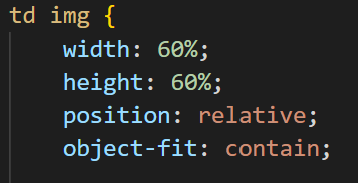 td img {
width: 60%;
height: 60%;
position: relative;
object-fit: contain;